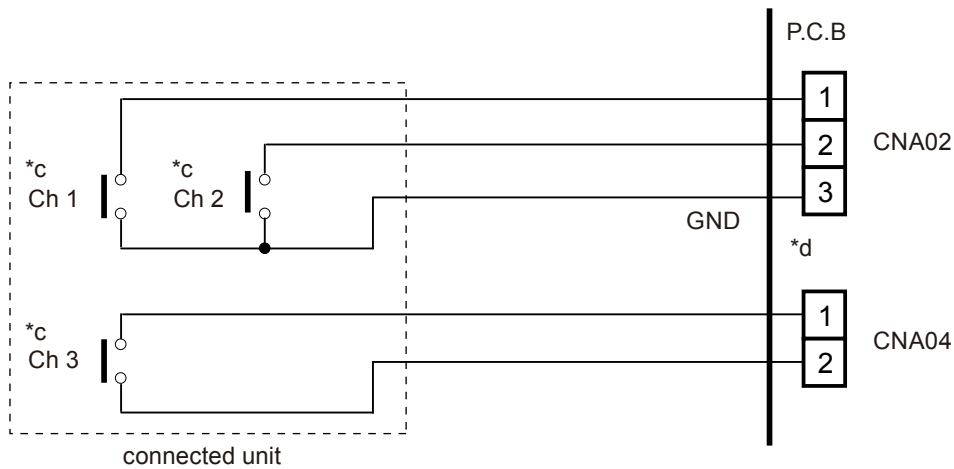 P.C.B
1
2
3
CNA02
*c
Ch 1
*c
Ch 2
GND
*d
*c
Ch 3
1
2
CNA04
connected unit